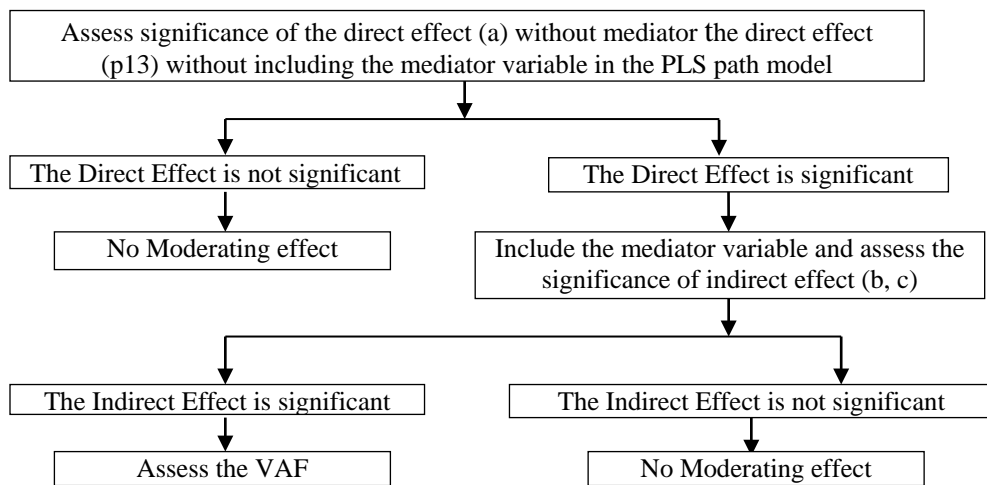 Assess significance of the direct effect (a) without mediator the direct effect
(p13) without including the mediator variable in the PLS path model
The Direct Effect is not significant
The Direct Effect is significant
No Moderating effect
Include the mediator variable and assess the
significance of indirect effect (b, c)
The Indirect Effect is significant
The Indirect Effect is not significant
Assess the VAF
No Moderating effect